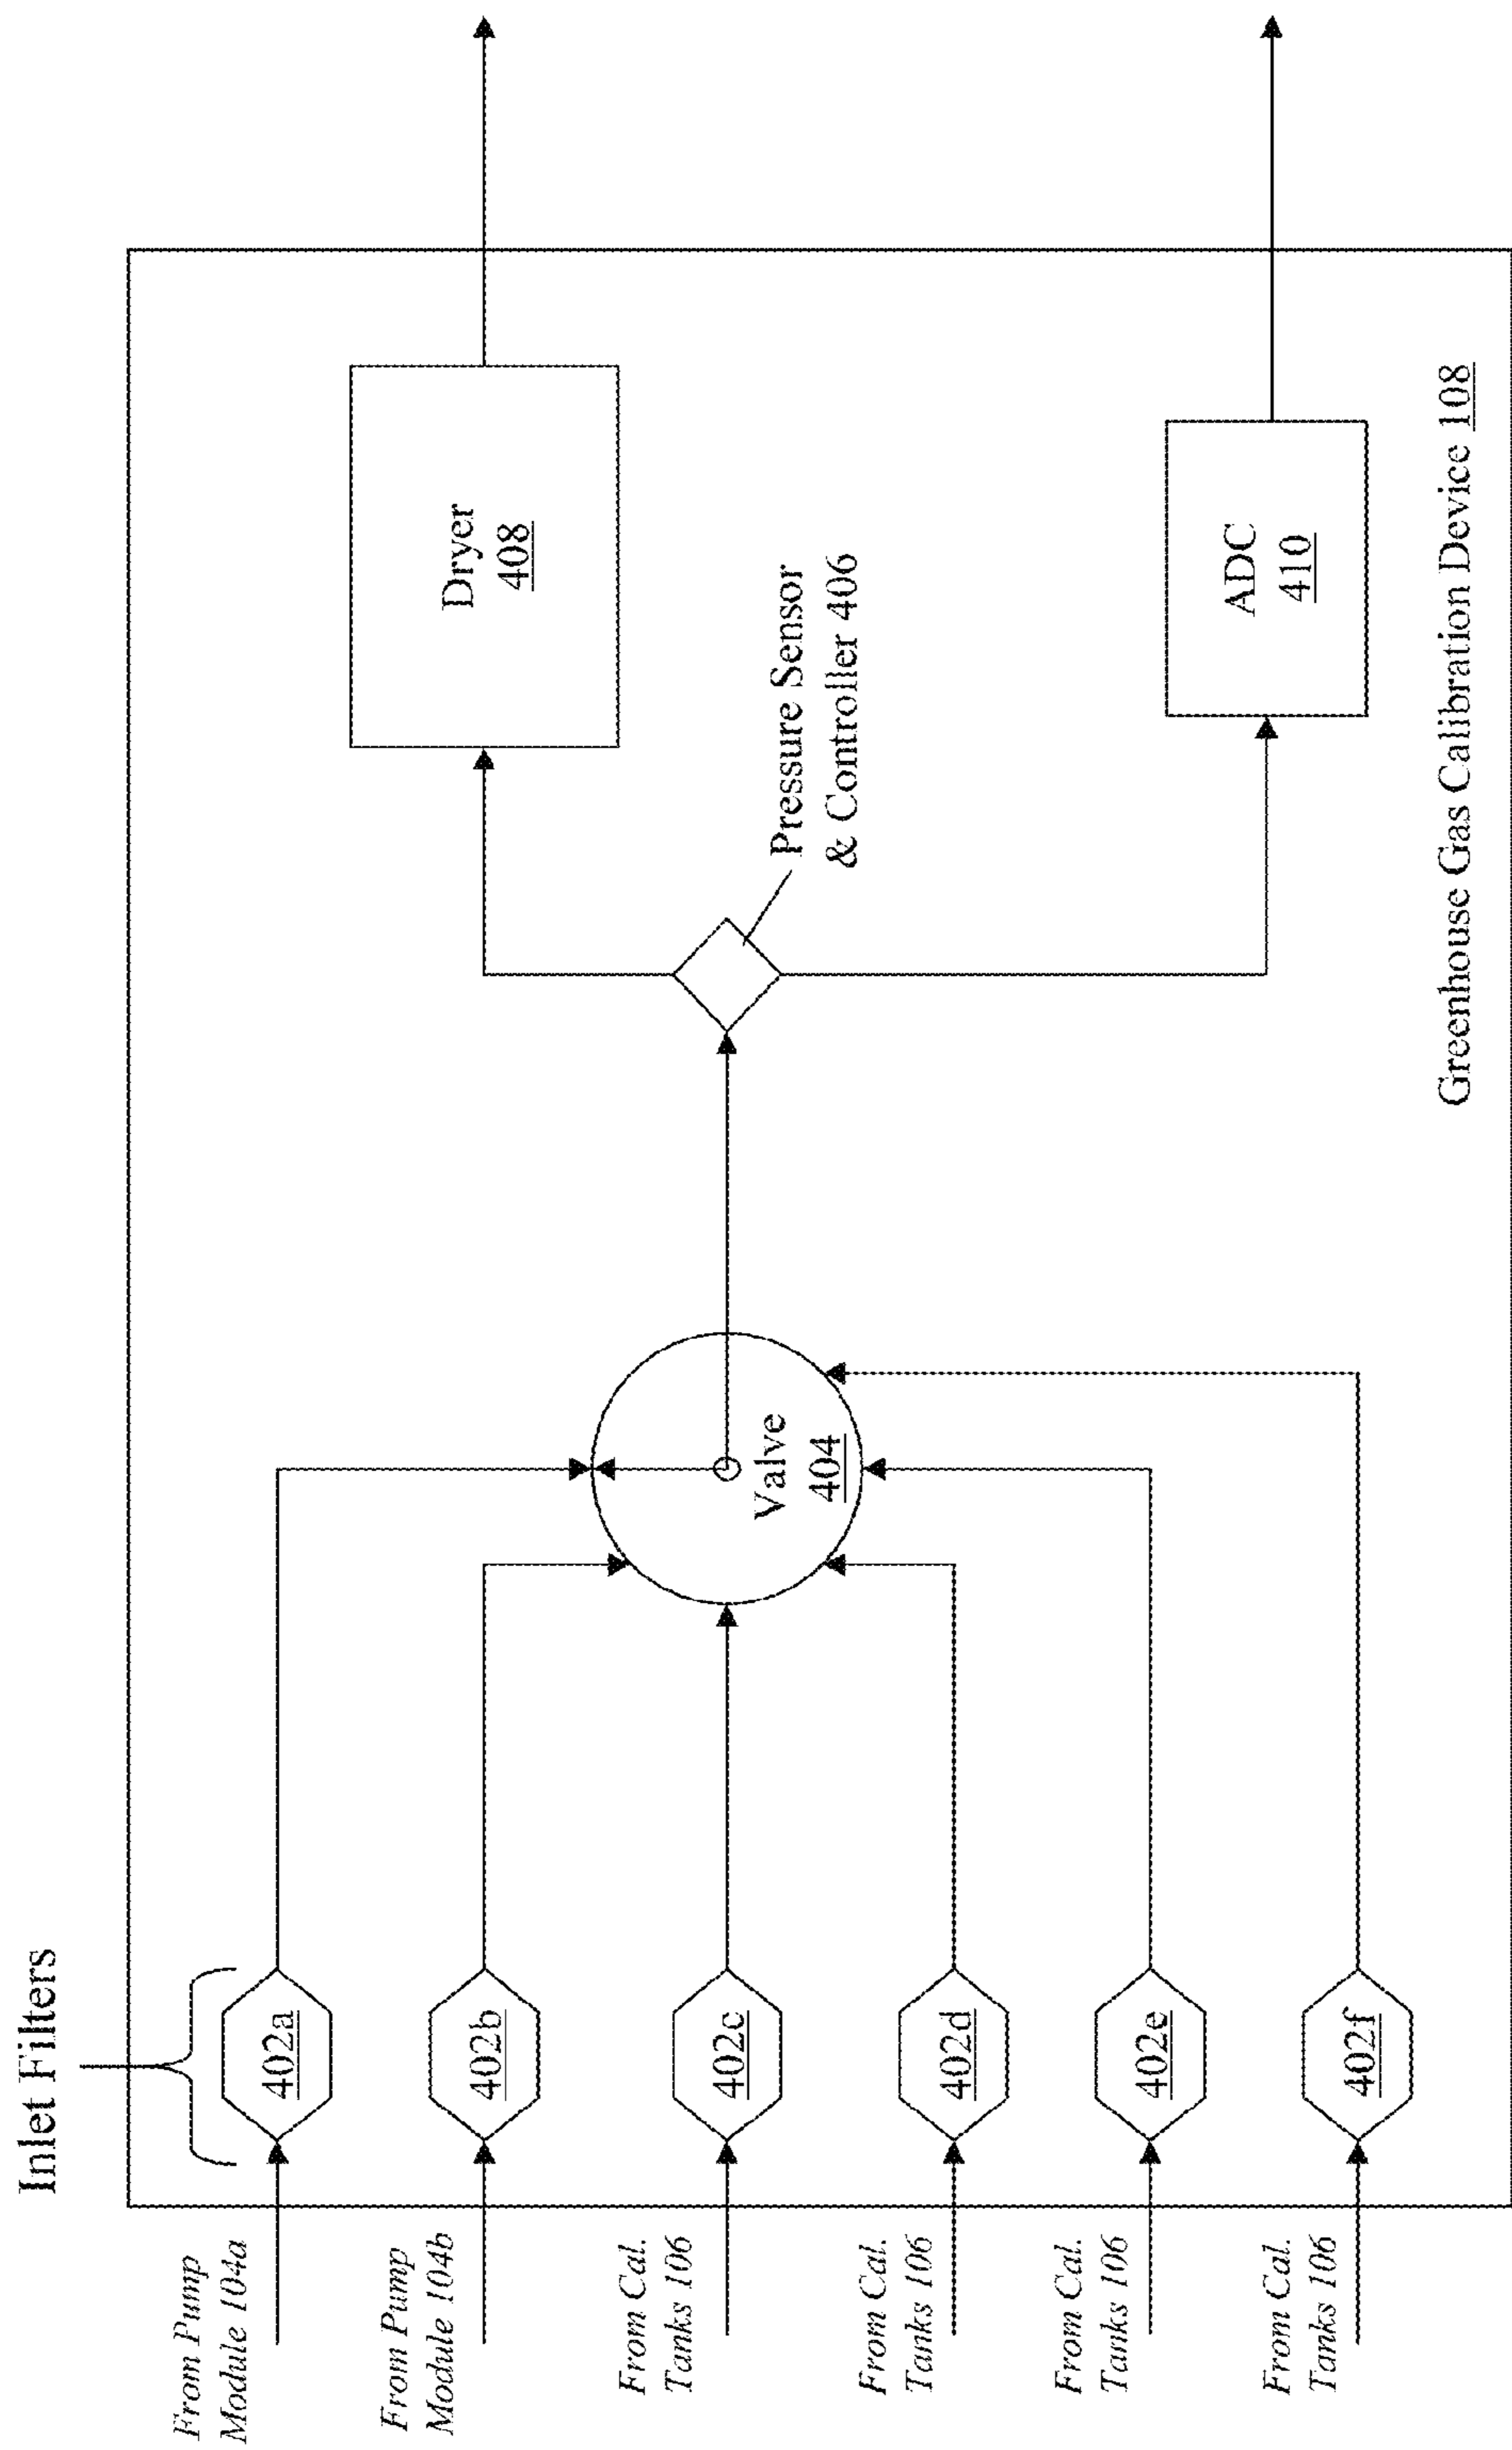 Inlet Filters
From Pump
Module 104a
402a
From Pump
Module 104b
402b
From Cal.
Tanks 106
402c
From Cal.
Tanks 106
402d
From Cal.
Tanks 106
402e
From Cal.
Tanks 106
402f
Valve
404
Pressure Sensor
& Controller 406
Dryer
408
ADC
410
Greenhouse Gas Calibration Device 108